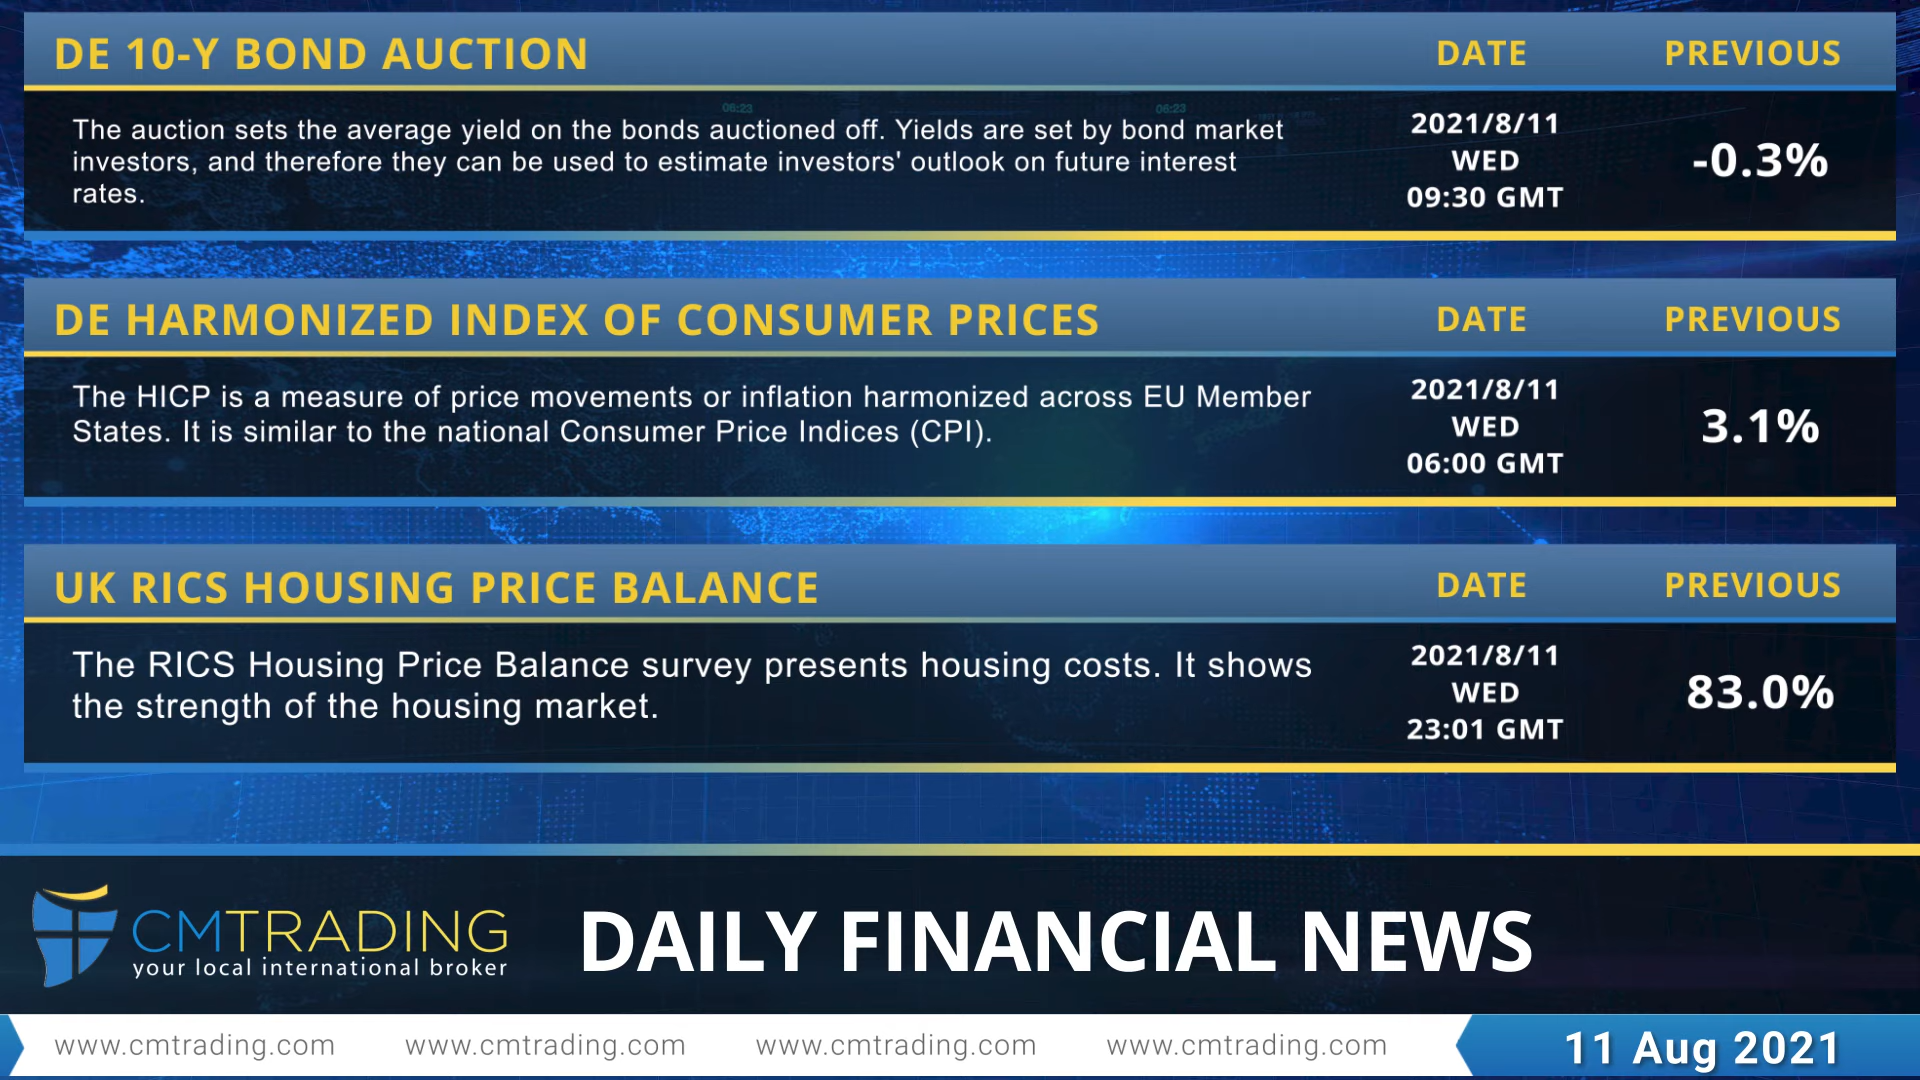 DE 10-Y BOND AUCTION
DATE
PREVIOUS
06:23
06:23
The auction sets the average yield on the bonds auctioned off. Yields are set by bond market
investors, and therefore they can be used to estimate investors' outlook on future interest
rates.
2021/8/11
WED
09:30 GMT
-0.3%
DE HARMONIZED INDEX OF CONSUMER PRICES
DATE
PREVIOUS
The HICP is a measure of price movements or inflation harmonized across EU Member
States. It is similar to the national Consumer Price Indices (CPI).
2021/8/11
WED
06:00 GMT
3.1%
UK RICS HOUSING PRICE BALANCE
DATE
PREVIOUS
The RICS Housing Price Balance survey presents housing costs. It shows
the strength of the housing market.
2021/8/11
WED
23:01 GMT
83.0%
CMTRADING
your local international broker
DAILY FINANCIAL NEWS
www.cmtrading.com www.cmtrading.com www.cmtrading.com www.cmtrading.com
11 Aug 2021